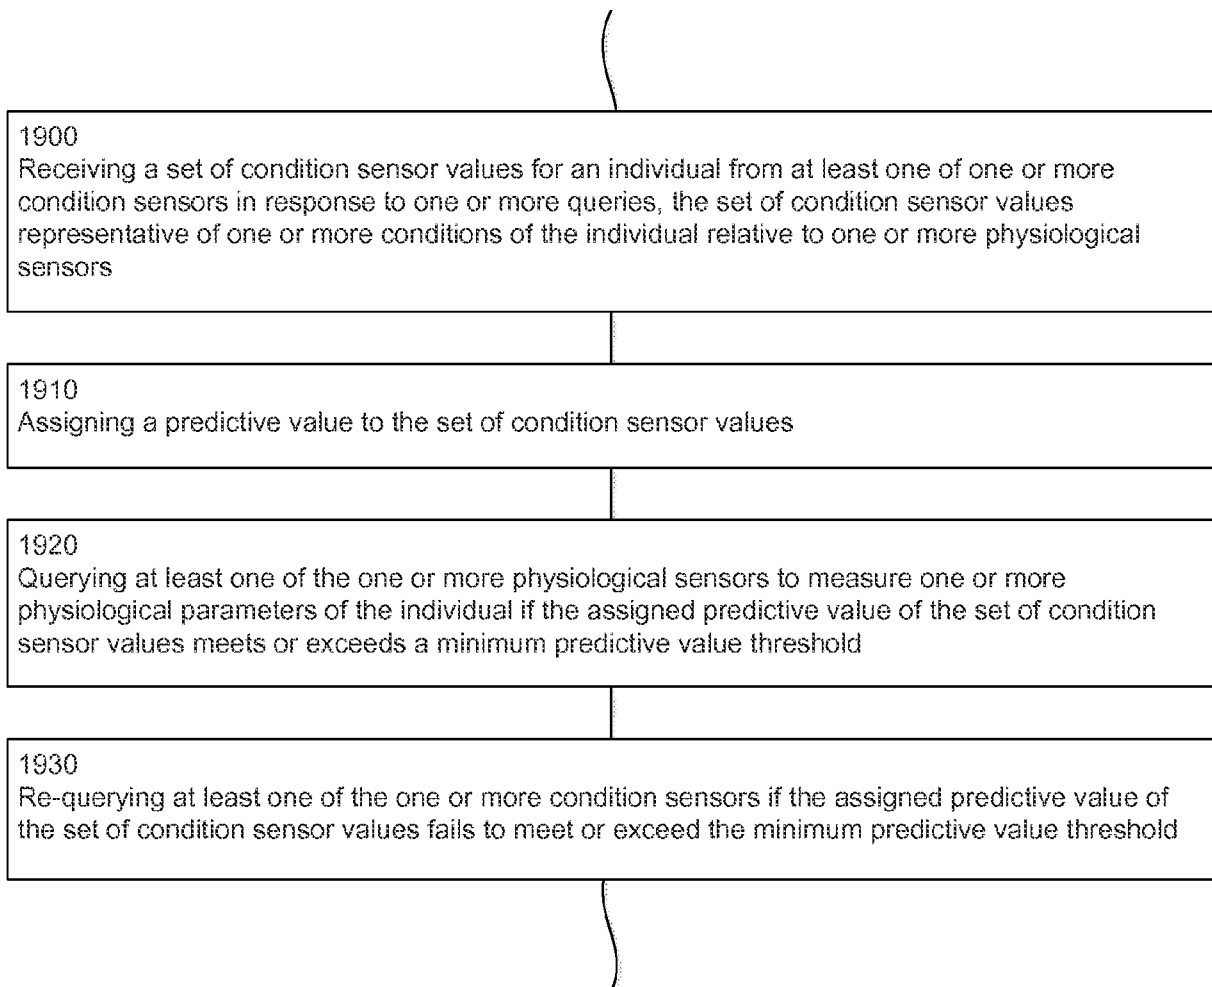 1900
Receiving a set of condition sensor values for an individual from at least one of one or more
condition sensors in response to one or more queries, the set of condition sensor values
representative of one or more conditions of the individual relative to one or more physiological
sensors
1910
Assigning a predictive value to the set of condition sensor values
1920
Querying at least one of the one or more physiological sensors to measure one or more
physiological parameters of the individual if the assigned predictive value of the set of condition
sensor values meets or exceeds a minimum predictive value threshold
1930
Re-querying at least one of the one or more condition sensors if the assigned predictive value of
the set of condition sensor values fails to meet or exceed the minimum predictive value threshold